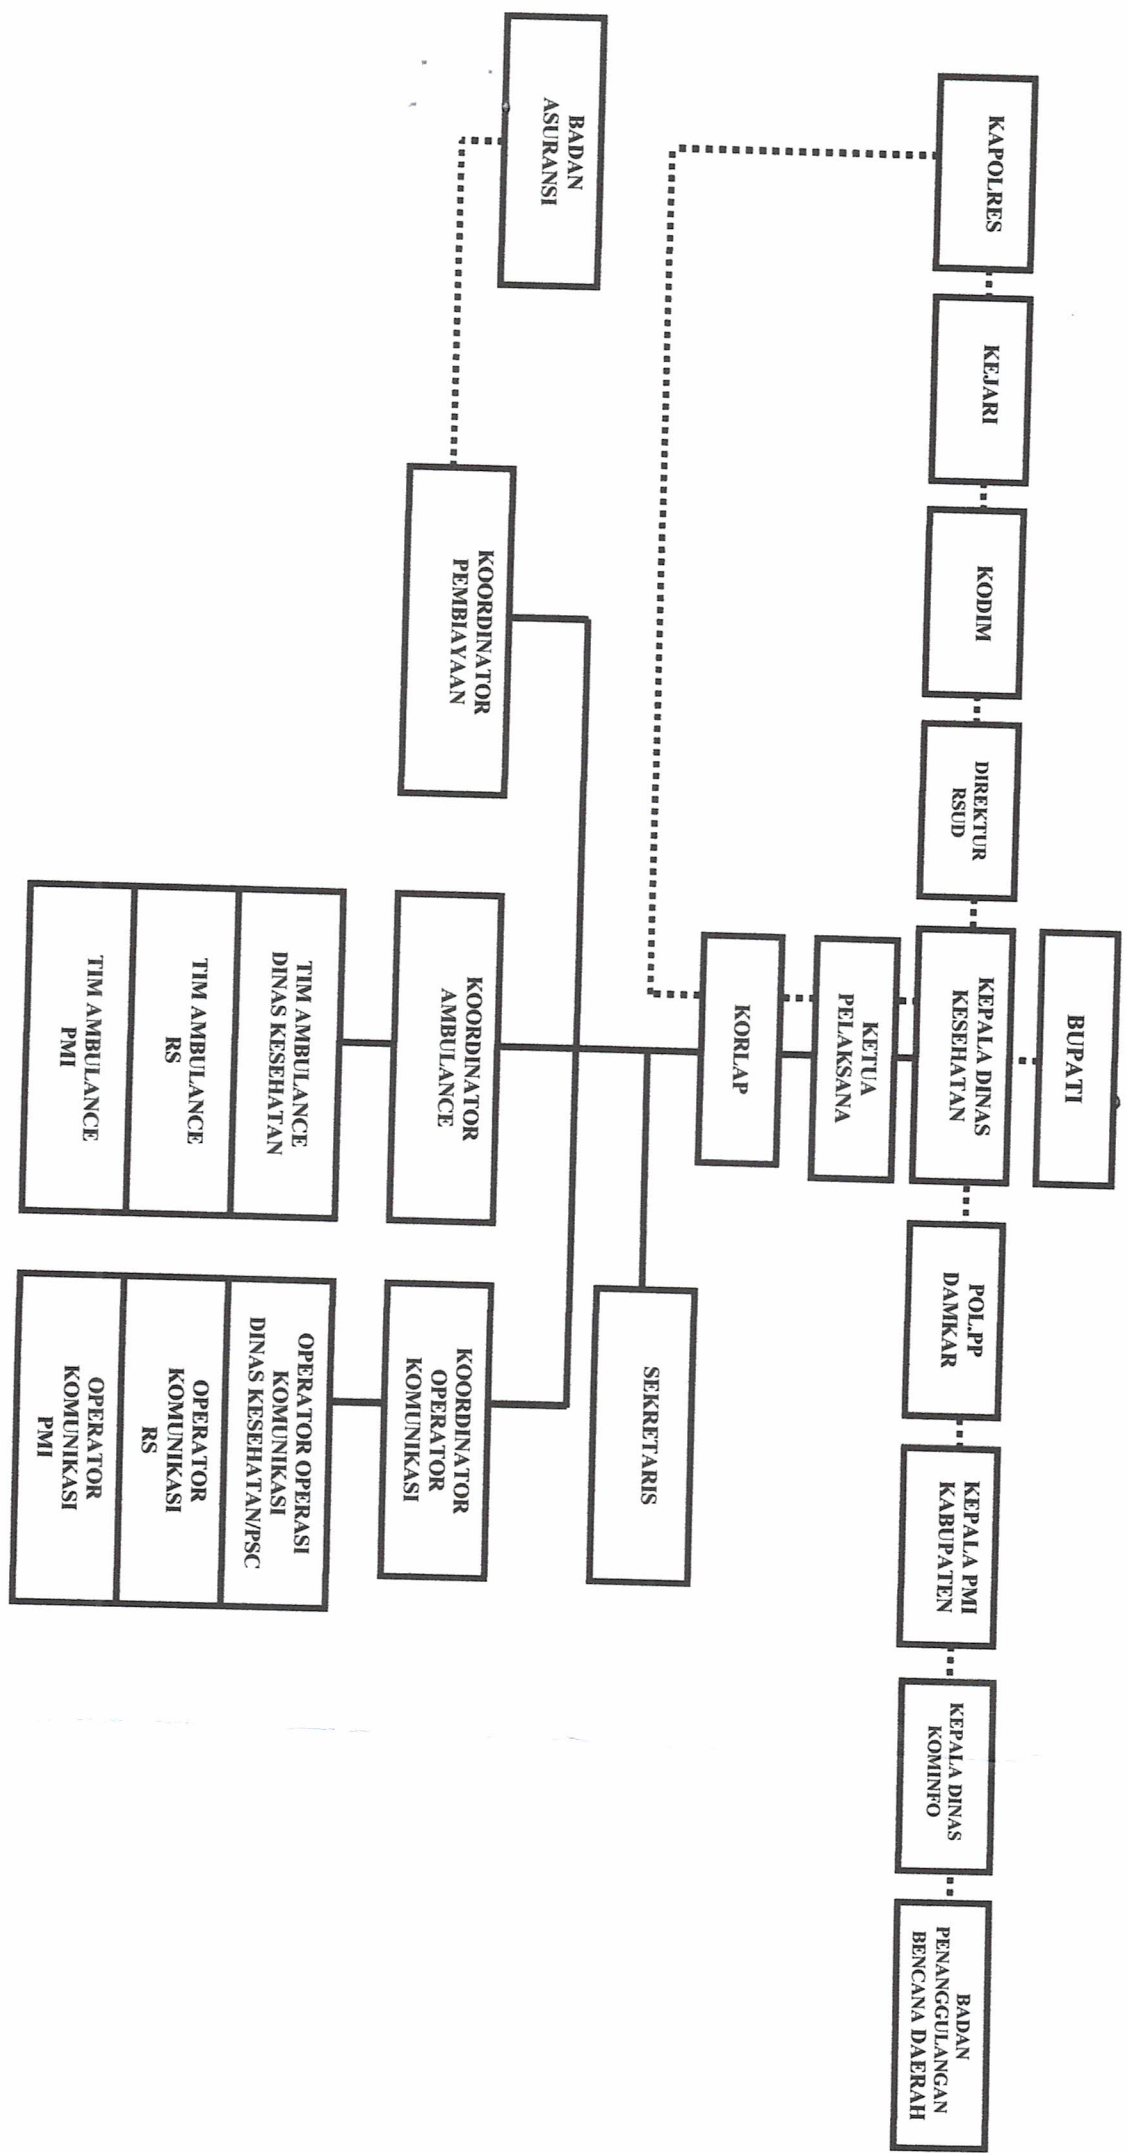 BUPATI
KAPOLRES
KEJARI
KODIM
DIREKTUR
RSUD
KEPALA DINAS
KESEHATAN
POL.PP
DAMKAR
KEPALA PMI
KABUPATEN
KEPALA DINAS
KOMINFO
BADAN
PENANGGULANGAN
BENCANA DAERAH
KETUA
PELAKSANA
KORLAP
SEKRETARIS
BADAN
ASURANSI
KOORDINATOR
PEMBIAYAAN
KOORDINATOR
AMBULANCE
KOORDINATOR
OPERATOR
KOMUNIKASI
TIM AMBULANCE
DINAS KESEHATAN
TIM AMBULANCE
RS
TIM AMBULANCE
PMI
OPERATOR OPERASI
KOMUNIKASI
DINAS KESEHATAN/PSC
OPERATOR
KOMUNIKASI
RS
OPERATOR
KOMUNIKASI
PMI